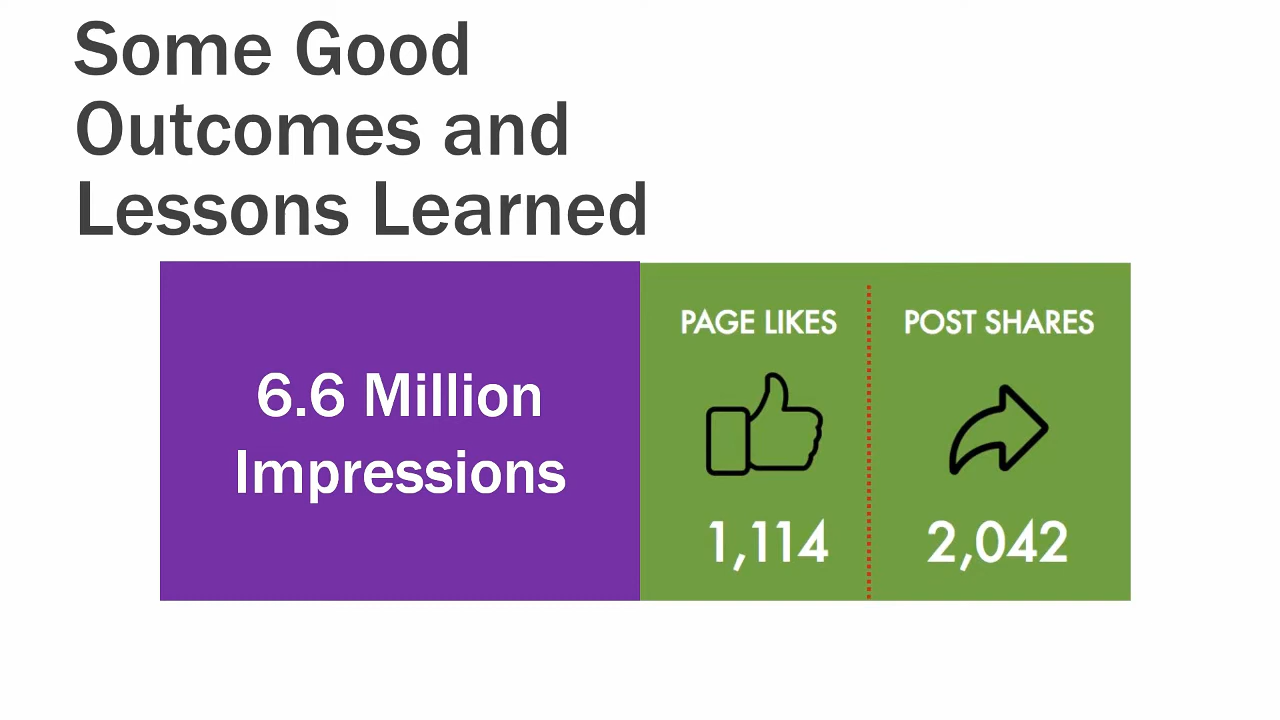 Some Good
Outcomes and
Lessons Learned
6.6 Million
Impressions
PAGE LIKES
1,114
POST SHARES
2,042